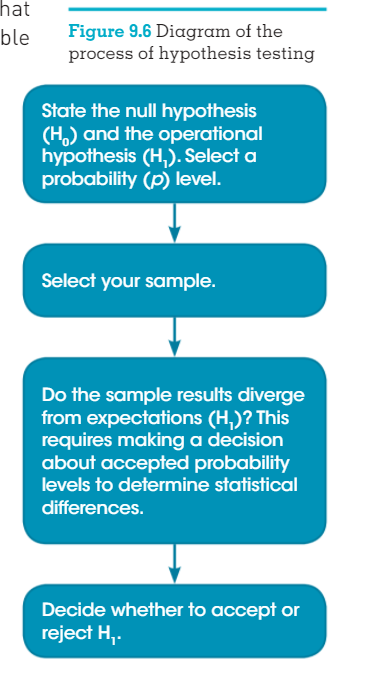 hat
ble
Figure 9.6 Diagram of the
process of hypothesis testing
State the null hypothesis
(H₀) and the operational
hypothesis (H₁). Select a
probability (p) level.
Select your sample.
Do the sample results diverge
from expectations (H₁)? This
requires making a decision
about accepted probability
levels to determine statistical
differences.
Decide whether to accept or
reject H₁.